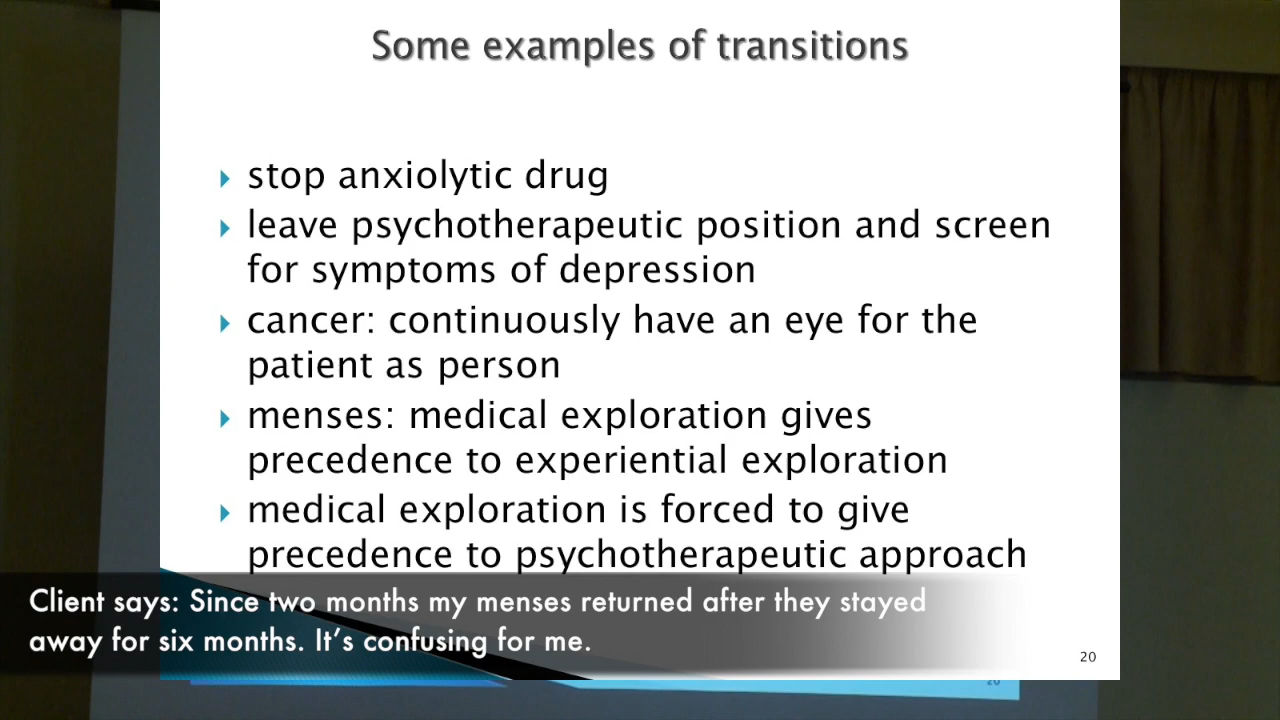 Some examples of transitions
stop anxiolytic drug
leave psychotherapeutic position and screen
for symptoms of depression
cancer: continuously have an eye for the
patient as person
menses: medical exploration gives
precedence to experiential exploration
medical exploration is forced to give
precedence to psychotherapeutic approach
Client says: Since two months my menses returned after they stayed
away for six months. It’s confusing for me.
20
20